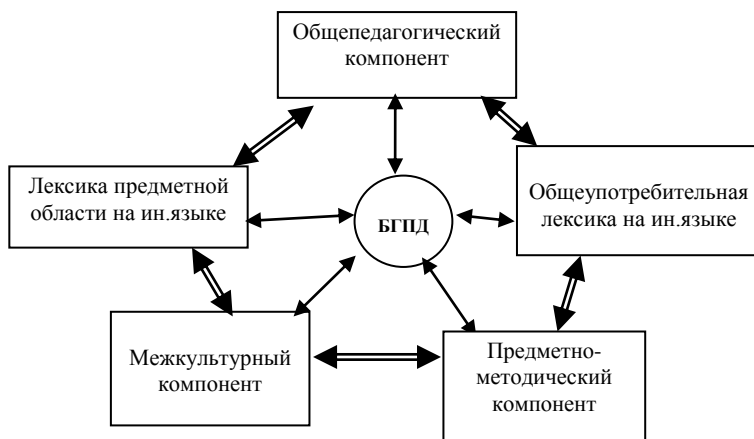 Общепедагогический
компонент
Лексика предметной
области на ин.языке
Общеупотребительная
лексика на ин.языке
БГПД
Межкультурный
компонент
Предметно-
методический
компонент